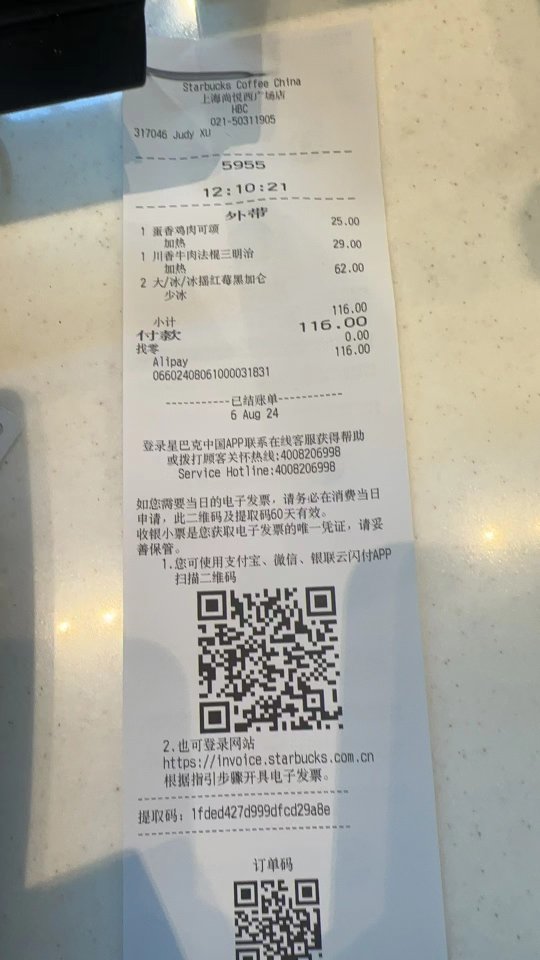 Starbucks Coffee China
上海尚悦西广场店
HBC
021-50311905
317046 Judy XU
5955
12:10:21
外带
1 蛋香鸡肉可颂 25.00
加热
1 川香牛肉法棍三明治 29.00
加热
2 大/冰/冰摇红莓黑加仑 62.00
少冰
小计 116.00
付款 116.00
找零 0.00
Alipay 116.00
06602408061000031831
-----------已结账单-----------
6 Aug 24
登录星巴克中国APP联系在线客服获得帮助
或拨打顾客关怀热线:4008206998
Service Hotline:4008206998
如您需要当日的电子发票，请务必在消费当日
申请，此二维码及提取码60天有效。
收银小票是您获取电子发票的唯一凭证，请妥
善保管。
1.您可使用支付宝、微信、银联云闪付APP
扫描二维码
2.也可登录网站
https://invoice.starbucks.com.cn
根据指引步骤开具电子发票。
提取码: 1fded427d999dfcd29a8e
订单码